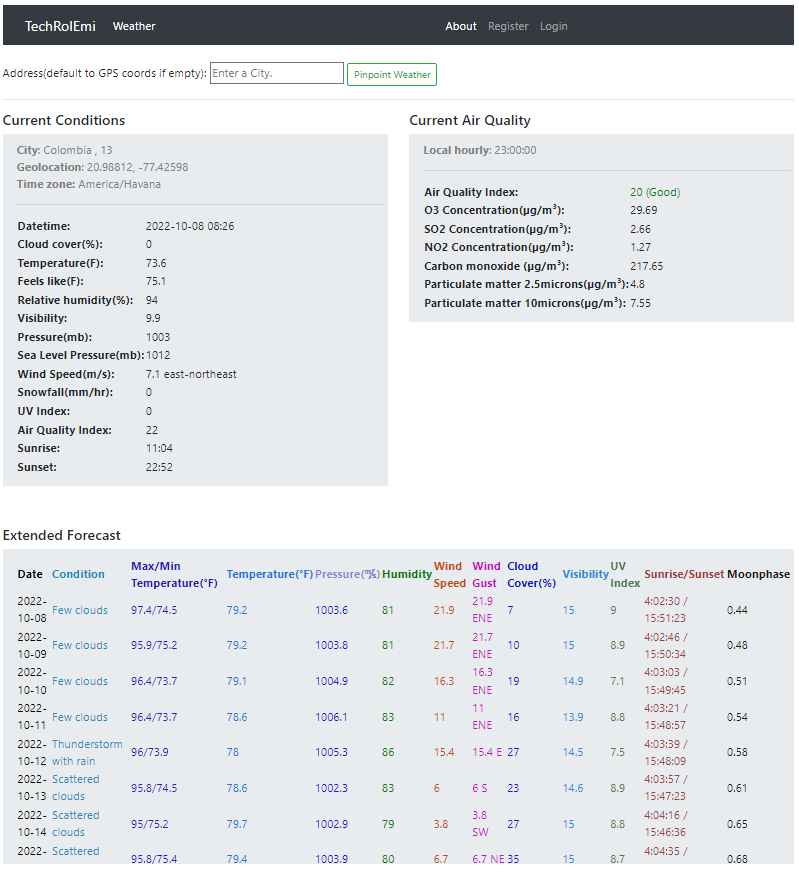 TechRolEmi Weather About Register Login
Address(default to GPS coords if empty): Enter a City. Pinpoint Weather
Current Conditions
City: Colombia , 13
Geolocation: 20.98812, -77.42598
Time zone: America/Havana
Datetime: 2022-10-08 08:26
Cloud cover(%): 0
Temperature(F): 73.6
Feels like(F): 75.1
Relative humidity(%): 94
Visibility: 9.9
Pressure(mb): 1003
Sea Level Pressure(mb): 1012
Wind Speed(m/s): 7.1 east-northeast
Snowfall(mm/hr): 0
UV Index: 0
Air Quality Index: 22
Sunrise: 11:04
Sunset: 22:52
Current Air Quality
Local hourly: 23:00:00
Air Quality Index: 20 (Good)
O3 Concentration(µg/m³): 29.69
SO2 Concentration(µg/m³): 2.66
NO2 Concentration(µg/m³): 1.27
Carbon monoxide (µg/m³): 217.65
Particulate matter 2.5microns(µg/m³): 4.8
Particulate matter 10microns(µg/m³): 7.55
Extended Forecast
Date Condition Max/Min Temperature(°F) Temperature(°F) Pressure( ) Humidity Wind Speed Wind Gust Cloud Cover(%) Visibility UV Index Sunrise/Sunset Moonphase
2022-10-08 Few clouds 97.4/74.5 79.2 1003.6 81 21.9 21.9 ENE 7 15 9 4:02:30 / 15:51:23 0.44
2022-10-09 Few clouds 95.9/75.2 79.2 1003.8 81 21.7 21.7 ENE 10 15 8.9 4:02:46 / 15:50:34 0.48
2022-10-10 Few clouds 96.4/73.7 79.1 1004.9 82 16.3 16.3 ENE 19 14.9 7.1 4:03:03 / 15:49:45 0.51
2022-10-11 Few clouds 96.4/73.7 78.6 1006.1 83 11 11 ENE 16 13.9 8.8 4:03:21 / 15:48:57 0.54
2022-10-12 Thunderstorm with rain 96/73.9 78 1005.3 86 15.4 15.4 E 27 14.5 7.5 4:03:39 / 15:48:09 0.58
2022-10-13 Scattered clouds 95.8/74.5 78.6 1002.3 83 6 6 S 23 14.6 8.9 4:03:57 / 15:47:23 0.61
2022-10-14 Scattered clouds 95/75.2 79.7 1002.9 79 3.8 3.8 SW 27 15 8.8 4:04:16 / 15:46:36 0.65
2022- Scattered 95.8/75.4 79.4 1003.9 80 6.7 6.7 NE 35 15 8.7 4:04:35 / 0.68